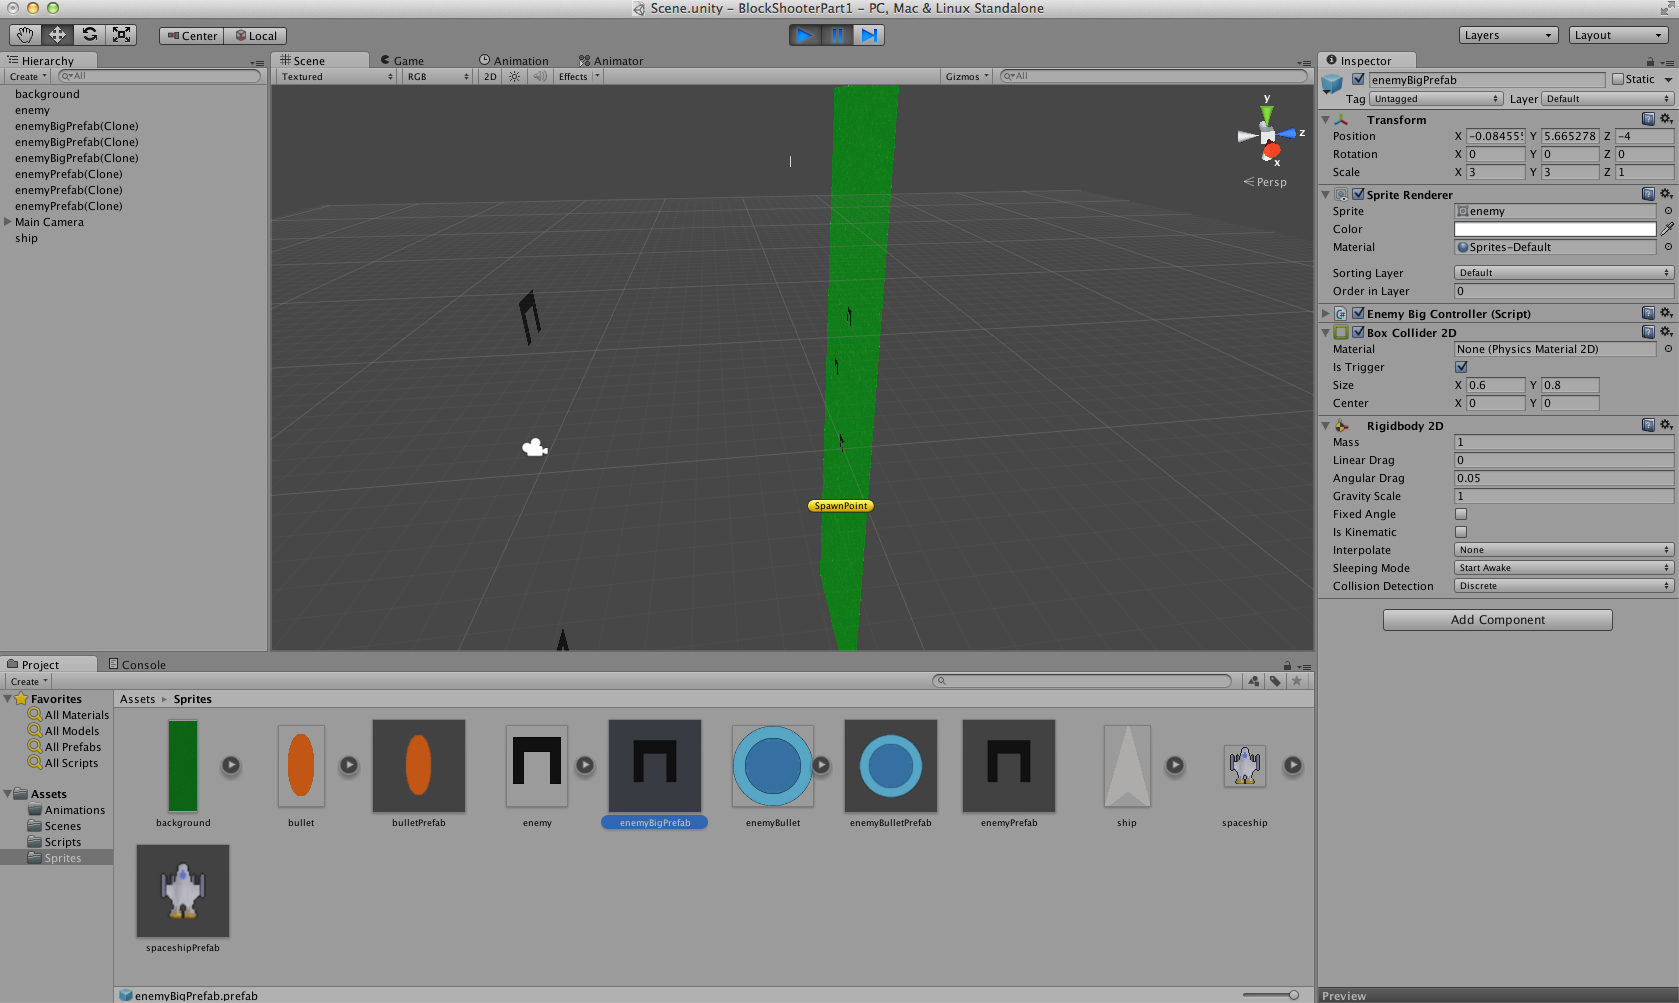 Scene.unity – BlockShooterPart1 – PC, Mac & Linux Standalone
Center Local
Layers Layout
Hierarchy
Create All
background
enemy
enemyBigPrefab(Clone)
enemyBigPrefab(Clone)
enemyBigPrefab(Clone)
enemyPrefab(Clone)
enemyPrefab(Clone)
enemyPrefab(Clone)
Main Camera
ship
Scene Game Animation Animator
Textured RGB 2D Effects Gizmos All
y
z
x
Persp
SpawnPoint
Inspector
enemyBigPrefab Static
Tag Untagged Layer Default
Transform
Position X -0.08455 Y 5.665278 Z -4
Rotation X 0 Y 0 Z 0
Scale X 3 Y 3 Z 1
Sprite Renderer
Sprite enemy
Color
Material Sprites-Default
Sorting Layer Default
Order in Layer 0
Enemy Big Controller (Script)
Box Collider 2D
Material None (Physics Material 2D)
Is Trigger
Size X 0.6 Y 0.8
Center X 0 Y 0
Rigidbody 2D
Mass 1
Linear Drag 0
Angular Drag 0.05
Gravity Scale 1
Fixed Angle
Is Kinematic
Interpolate None
Sleeping Mode Start Awake
Collision Detection Discrete
Add Component
Preview
Project Console
Create
Favorites
All Materials
All Models
All Prefabs
All Scripts
Assets
Animations
Scenes
Scripts
Sprites
Assets Sprites
background bullet bulletPrefab enemy enemyBigPrefab enemyBullet enemyBulletPrefab enemyPrefab ship spaceship
spaceshipPrefab
enemyBigPrefab.prefab